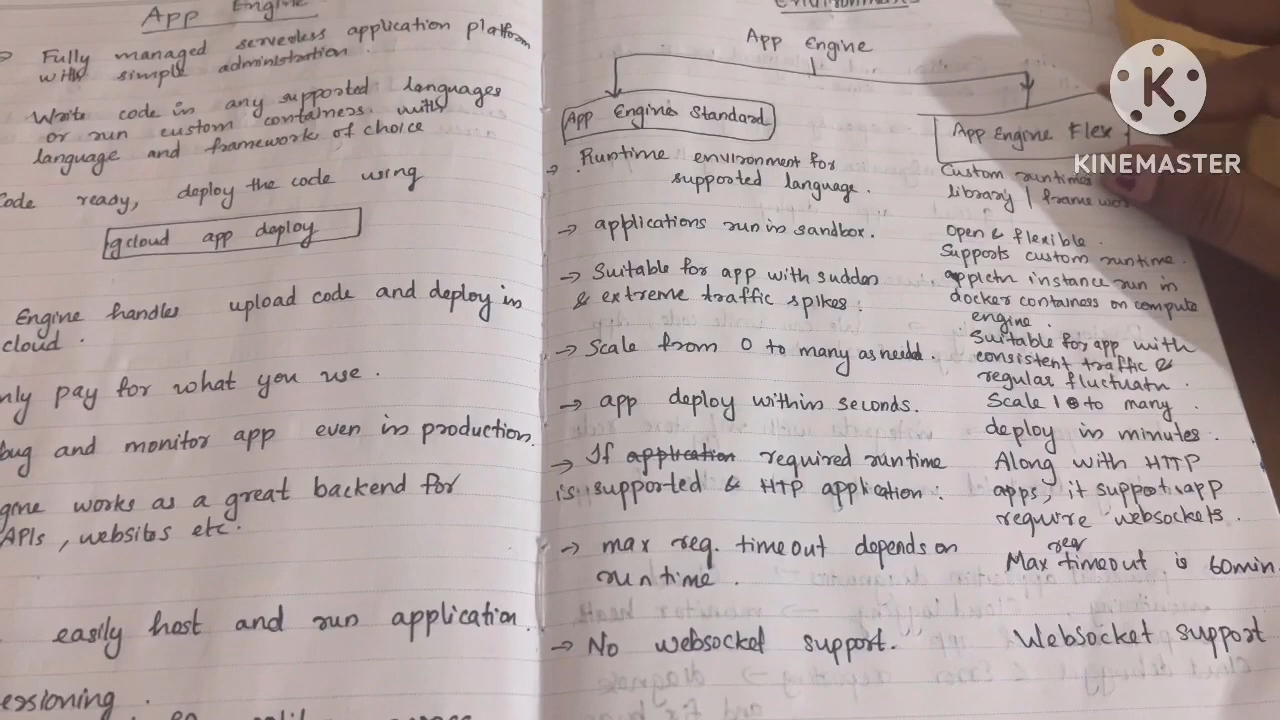 App Engine
Fully managed serverless application platform
with simple administration.
Write code in any supported languages
or run custom containers with
language and framework of choice
Code ready, deploy the code using
gcloud app deploy
Engine handles upload code and deploy in
cloud.
only pay for what you use.
bug and monitor app even in production.
gine works as a great backend for
APIs, websites etc.
easily host and run application.
ersioning.
Environments
App Engine
App Engine Standard
→ Runtime environment for
supported language.
→ applications run in sandbox.
→ Suitable for app with sudden
& extreme traffic spikes.
→ Scale from 0 to many as needed.
→ app deploy within seconds.
→ If application required runtime
is supported & HTP application.
→ max req. timeout depends on
runtime.
→ No websocket support.
App Engine Flex
Custom runtimes
library / framewor
open & flexible.
Supports custom runtime.
appletn instance run in
docker containers on compute
engine.
Suitable for app with
consistent traffic &
regular fluctuatn.
Scale 1 to many.
deploy in minutes.
Along with HTTP
apps, it support app
require websockets.
Max req timeout is 60min.
Websocket support
K
KINEMASTER